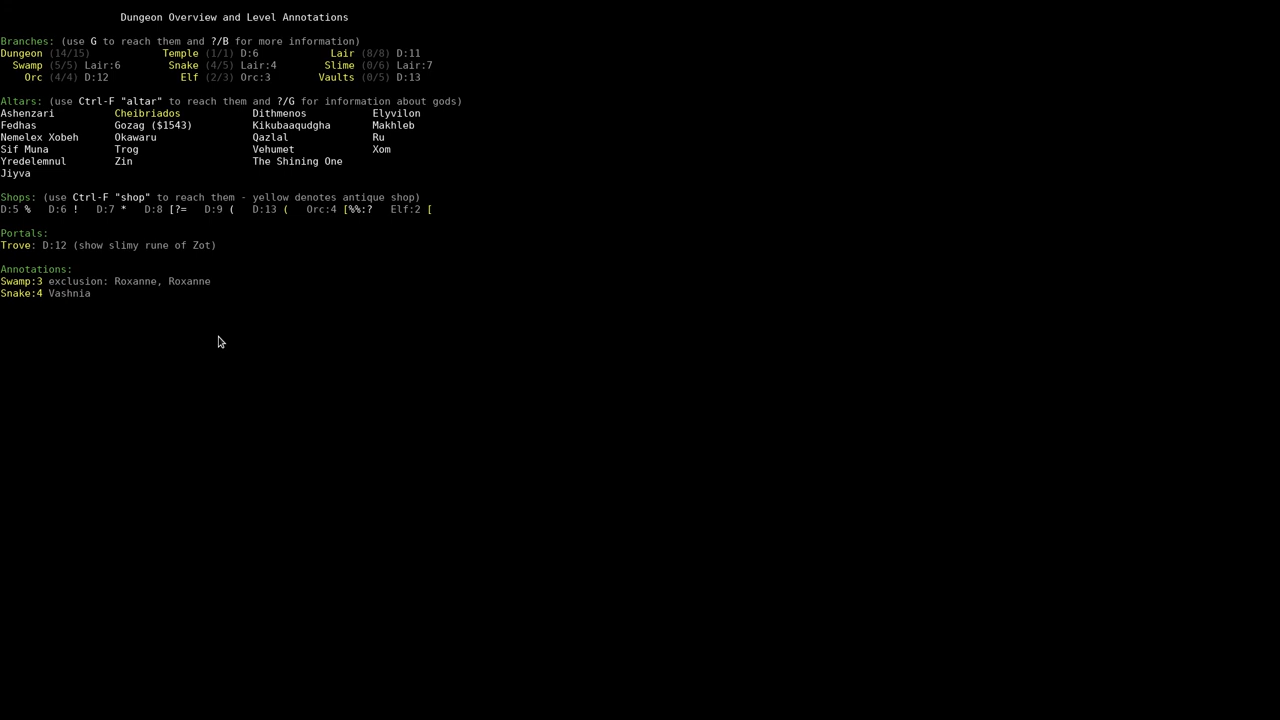 Dungeon Overview and Level Annotations
Branches: (use G to reach them and ?/B for more information)
Dungeon (14/15) Temple (1/1) D:6 Lair (8/8) D:11
Swamp (5/5) Lair:6 Snake (4/5) Lair:4 Slime (0/6) Lair:7
Orc (4/4) D:12 Elf (2/3) Orc:3 Vaults (0/5) D:13
Altars: (use Ctrl-F "altar" to reach them and ?/G for information about gods)
Ashenzari Cheibriados Dithmenos Elyvilon
Fedhas Gozag ($1543) Kikubaaqudgha Makhleb
Nemelex Xobeh Okawaru Qazlal Ru
Sif Muna Trog Vehumet Xom
Yredelemnul Zin The Shining One
Jiyva
Shops: (use Ctrl-F "shop" to reach them - yellow denotes antique shop)
D:5 % D:6 ! D:7 * D:8 [?= D:9 ( D:13 ( Orc:4 [%%:? Elf:2 [
Portals:
Trove: D:12 (show slimy rune of Zot)
Annotations:
Swamp:3 exclusion: Roxanne, Roxanne
Snake:4 Vashnia